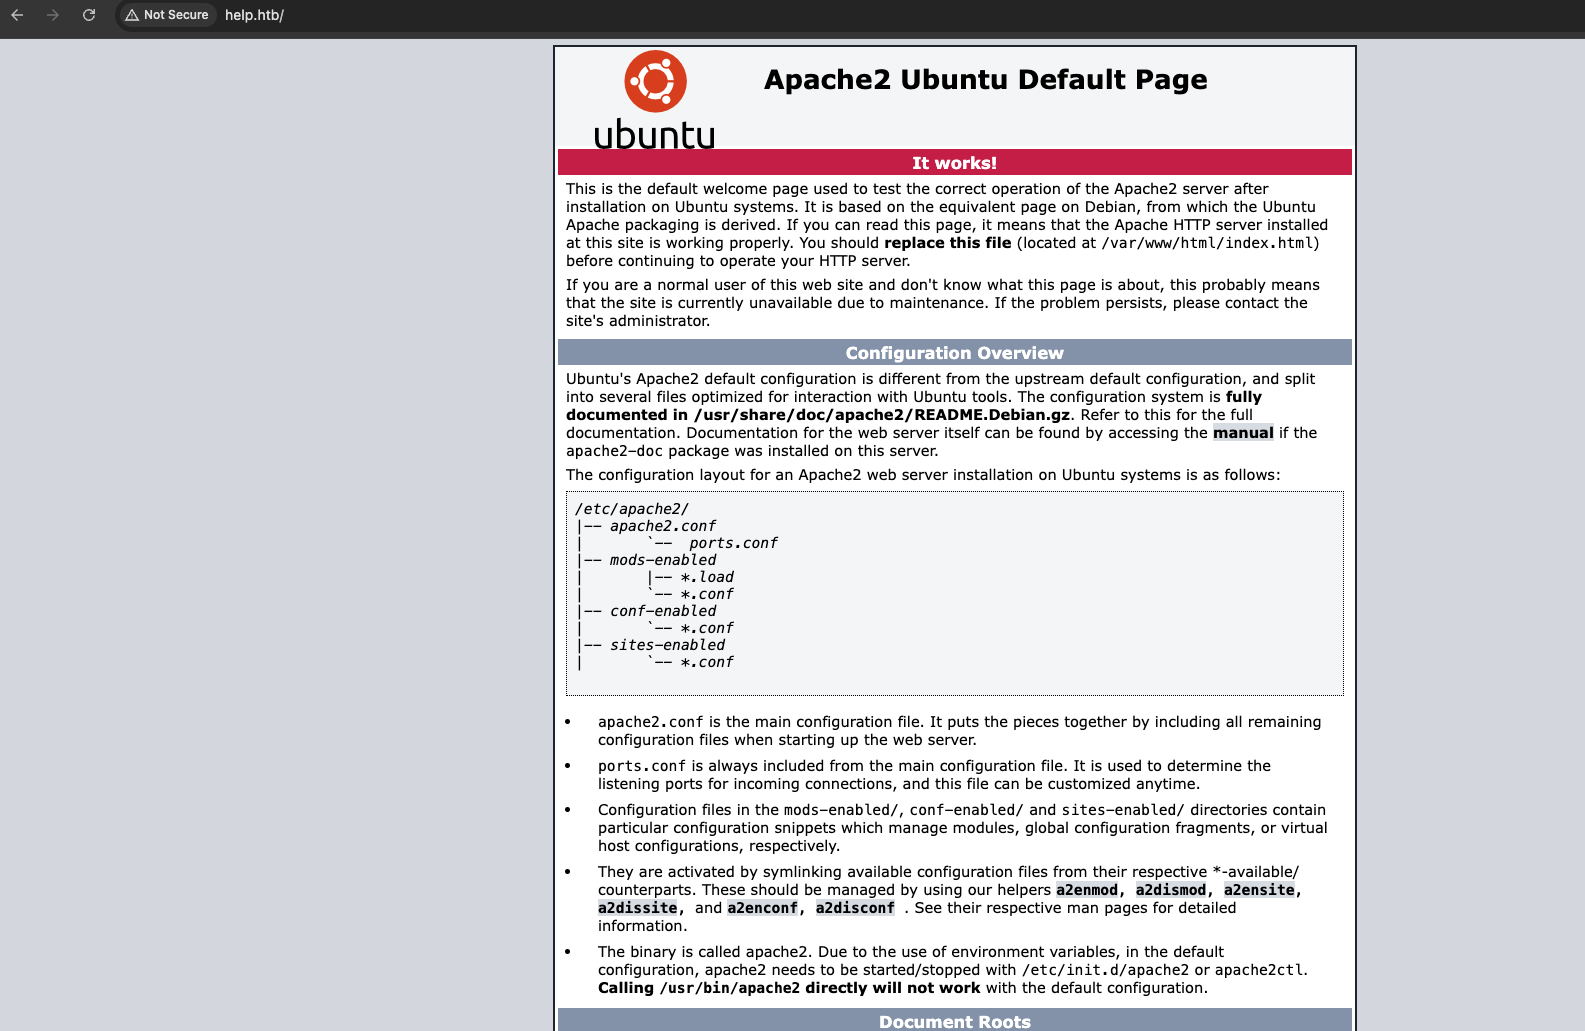 Not Secure help.htb/
ubuntu
Apache2 Ubuntu Default Page
It works!
This is the default welcome page used to test the correct operation of the Apache2 server after
installation on Ubuntu systems. It is based on the equivalent page on Debian, from which the Ubuntu
Apache packaging is derived. If you can read this page, it means that the Apache HTTP server installed
at this site is working properly. You should replace this file (located at /var/www/html/index.html)
before continuing to operate your HTTP server.
If you are a normal user of this web site and don't know what this page is about, this probably means
that the site is currently unavailable due to maintenance. If the problem persists, please contact the
site's administrator.
Configuration Overview
Ubuntu's Apache2 default configuration is different from the upstream default configuration, and split
into several files optimized for interaction with Ubuntu tools. The configuration system is fully
documented in /usr/share/doc/apache2/README.Debian.gz. Refer to this for the full
documentation. Documentation for the web server itself can be found by accessing the manual if the
apache2-doc package was installed on this server.
The configuration layout for an Apache2 web server installation on Ubuntu systems is as follows:
/etc/apache2/
|-- apache2.conf
|       `--  ports.conf
|-- mods-enabled
|       |-- *.load
|       `-- *.conf
|-- conf-enabled
|       `-- *.conf
|-- sites-enabled
|       `-- *.conf
• apache2.conf is the main configuration file. It puts the pieces together by including all remaining
configuration files when starting up the web server.
• ports.conf is always included from the main configuration file. It is used to determine the
listening ports for incoming connections, and this file can be customized anytime.
• Configuration files in the mods-enabled/, conf-enabled/ and sites-enabled/ directories contain
particular configuration snippets which manage modules, global configuration fragments, or virtual
host configurations, respectively.
• They are activated by symlinking available configuration files from their respective *-available/
counterparts. These should be managed by using our helpers a2enmod, a2dismod, a2ensite,
a2dissite, and a2enconf, a2disconf . See their respective man pages for detailed
information.
• The binary is called apache2. Due to the use of environment variables, in the default
configuration, apache2 needs to be started/stopped with /etc/init.d/apache2 or apache2ctl.
Calling /usr/bin/apache2 directly will not work with the default configuration.
Document Roots